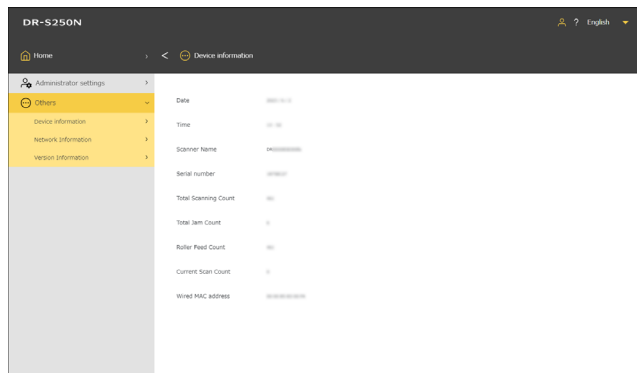 DR-S250N
? English
Home
< Device information
Administrator settings
Others
Device information
Network Information
Version Information
Date
Time
Scanner Name
Serial number
Total Scanning Count
Total Jam Count
Roller Feed Count
Current Scan Count
Wired MAC address